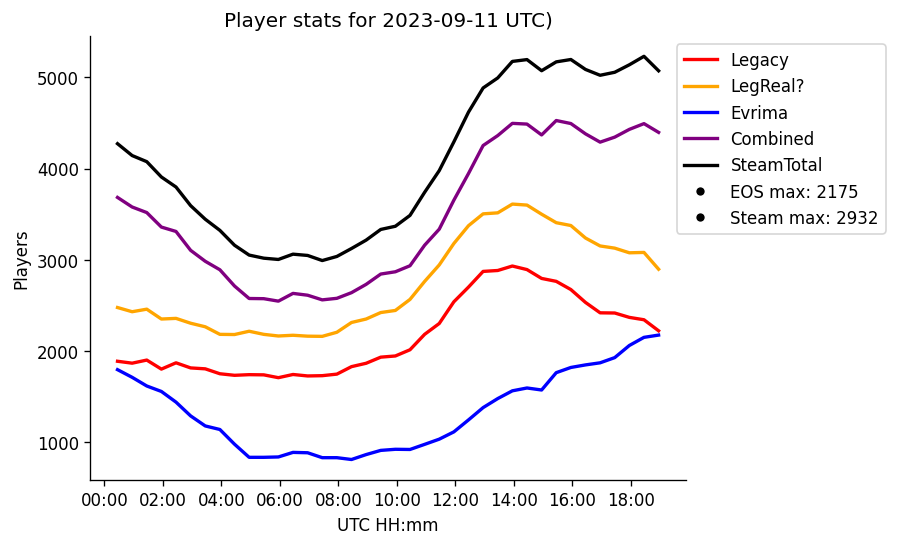 Player stats for 2023-09-11 UTC)
Legacy
LegReal?
Evrima
Combined
SteamTotal
EOS max: 2175
Steam max: 2932
Players
5000
4000
3000
2000
1000
00:00 02:00 04:00 06:00 08:00 10:00 12:00 14:00 16:00 18:00
UTC HH:mm